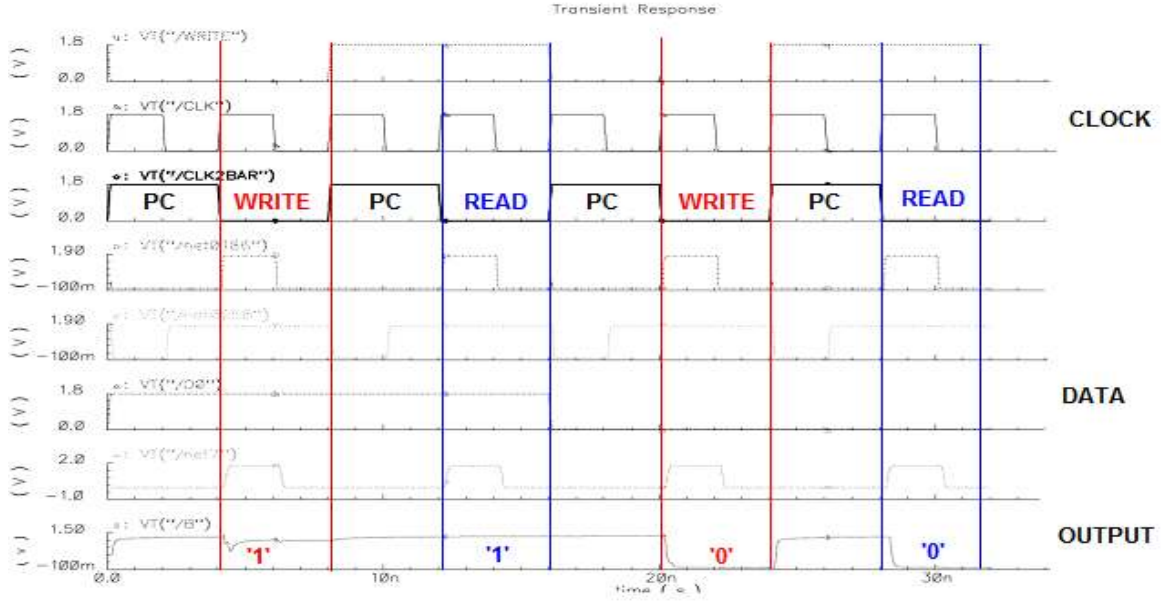 Transient Response
VT("/WRITE")
1.8
(V)
0.0
VT("/CLK")
1.8
(V)
0.0
CLOCK
VT("/CLK2BAR")
1.8
(V)
0.0
PC WRITE PC READ PC WRITE PC READ
1.90
(V)
-100m
1.90
(V)
-100m
VT("/D0")
1.8
(V)
0.0
DATA
VT("/net7")
2.0
(V)
-1.0
VT("/B")
1.50
(V)
-100m
OUTPUT
'1' '1' '0' '0'
0.0 10n 20n 30n
time ( s )